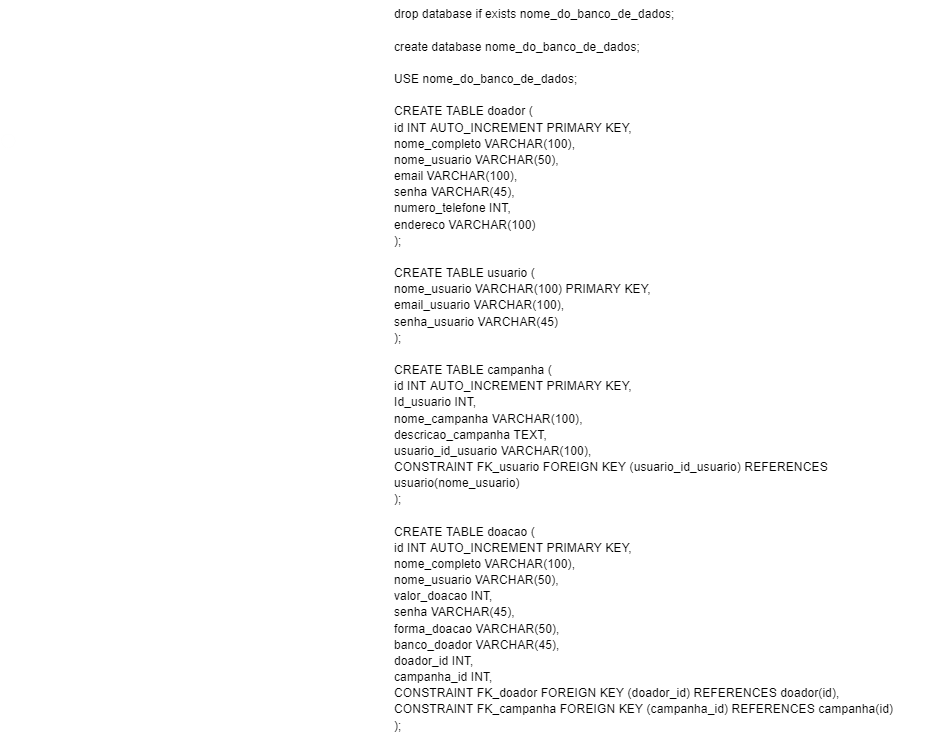 drop database if exists nome_do_banco_de_dados;
create database nome_do_banco_de_dados;
USE nome_do_banco_de_dados;
CREATE TABLE doador (
id INT AUTO_INCREMENT PRIMARY KEY,
nome_completo VARCHAR(100),
nome_usuario VARCHAR(50),
email VARCHAR(100),
senha VARCHAR(45),
numero_telefone INT,
endereco VARCHAR(100)
);
CREATE TABLE usuario (
nome_usuario VARCHAR(100) PRIMARY KEY,
email_usuario VARCHAR(100),
senha_usuario VARCHAR(45)
);
CREATE TABLE campanha (
id INT AUTO_INCREMENT PRIMARY KEY,
Id_usuario INT,
nome_campanha VARCHAR(100),
descricao_campanha TEXT,
usuario_id_usuario VARCHAR(100),
CONSTRAINT FK_usuario FOREIGN KEY (usuario_id_usuario) REFERENCES
usuario(nome_usuario)
);
CREATE TABLE doacao (
id INT AUTO_INCREMENT PRIMARY KEY,
nome_completo VARCHAR(100),
nome_usuario VARCHAR(50),
valor_doacao INT,
senha VARCHAR(45),
forma_doacao VARCHAR(50),
banco_doador VARCHAR(45),
doador_id INT,
campanha_id INT,
CONSTRAINT FK_doador FOREIGN KEY (doador_id) REFERENCES doador(id),
CONSTRAINT FK_campanha FOREIGN KEY (campanha_id) REFERENCES campanha(id)
);